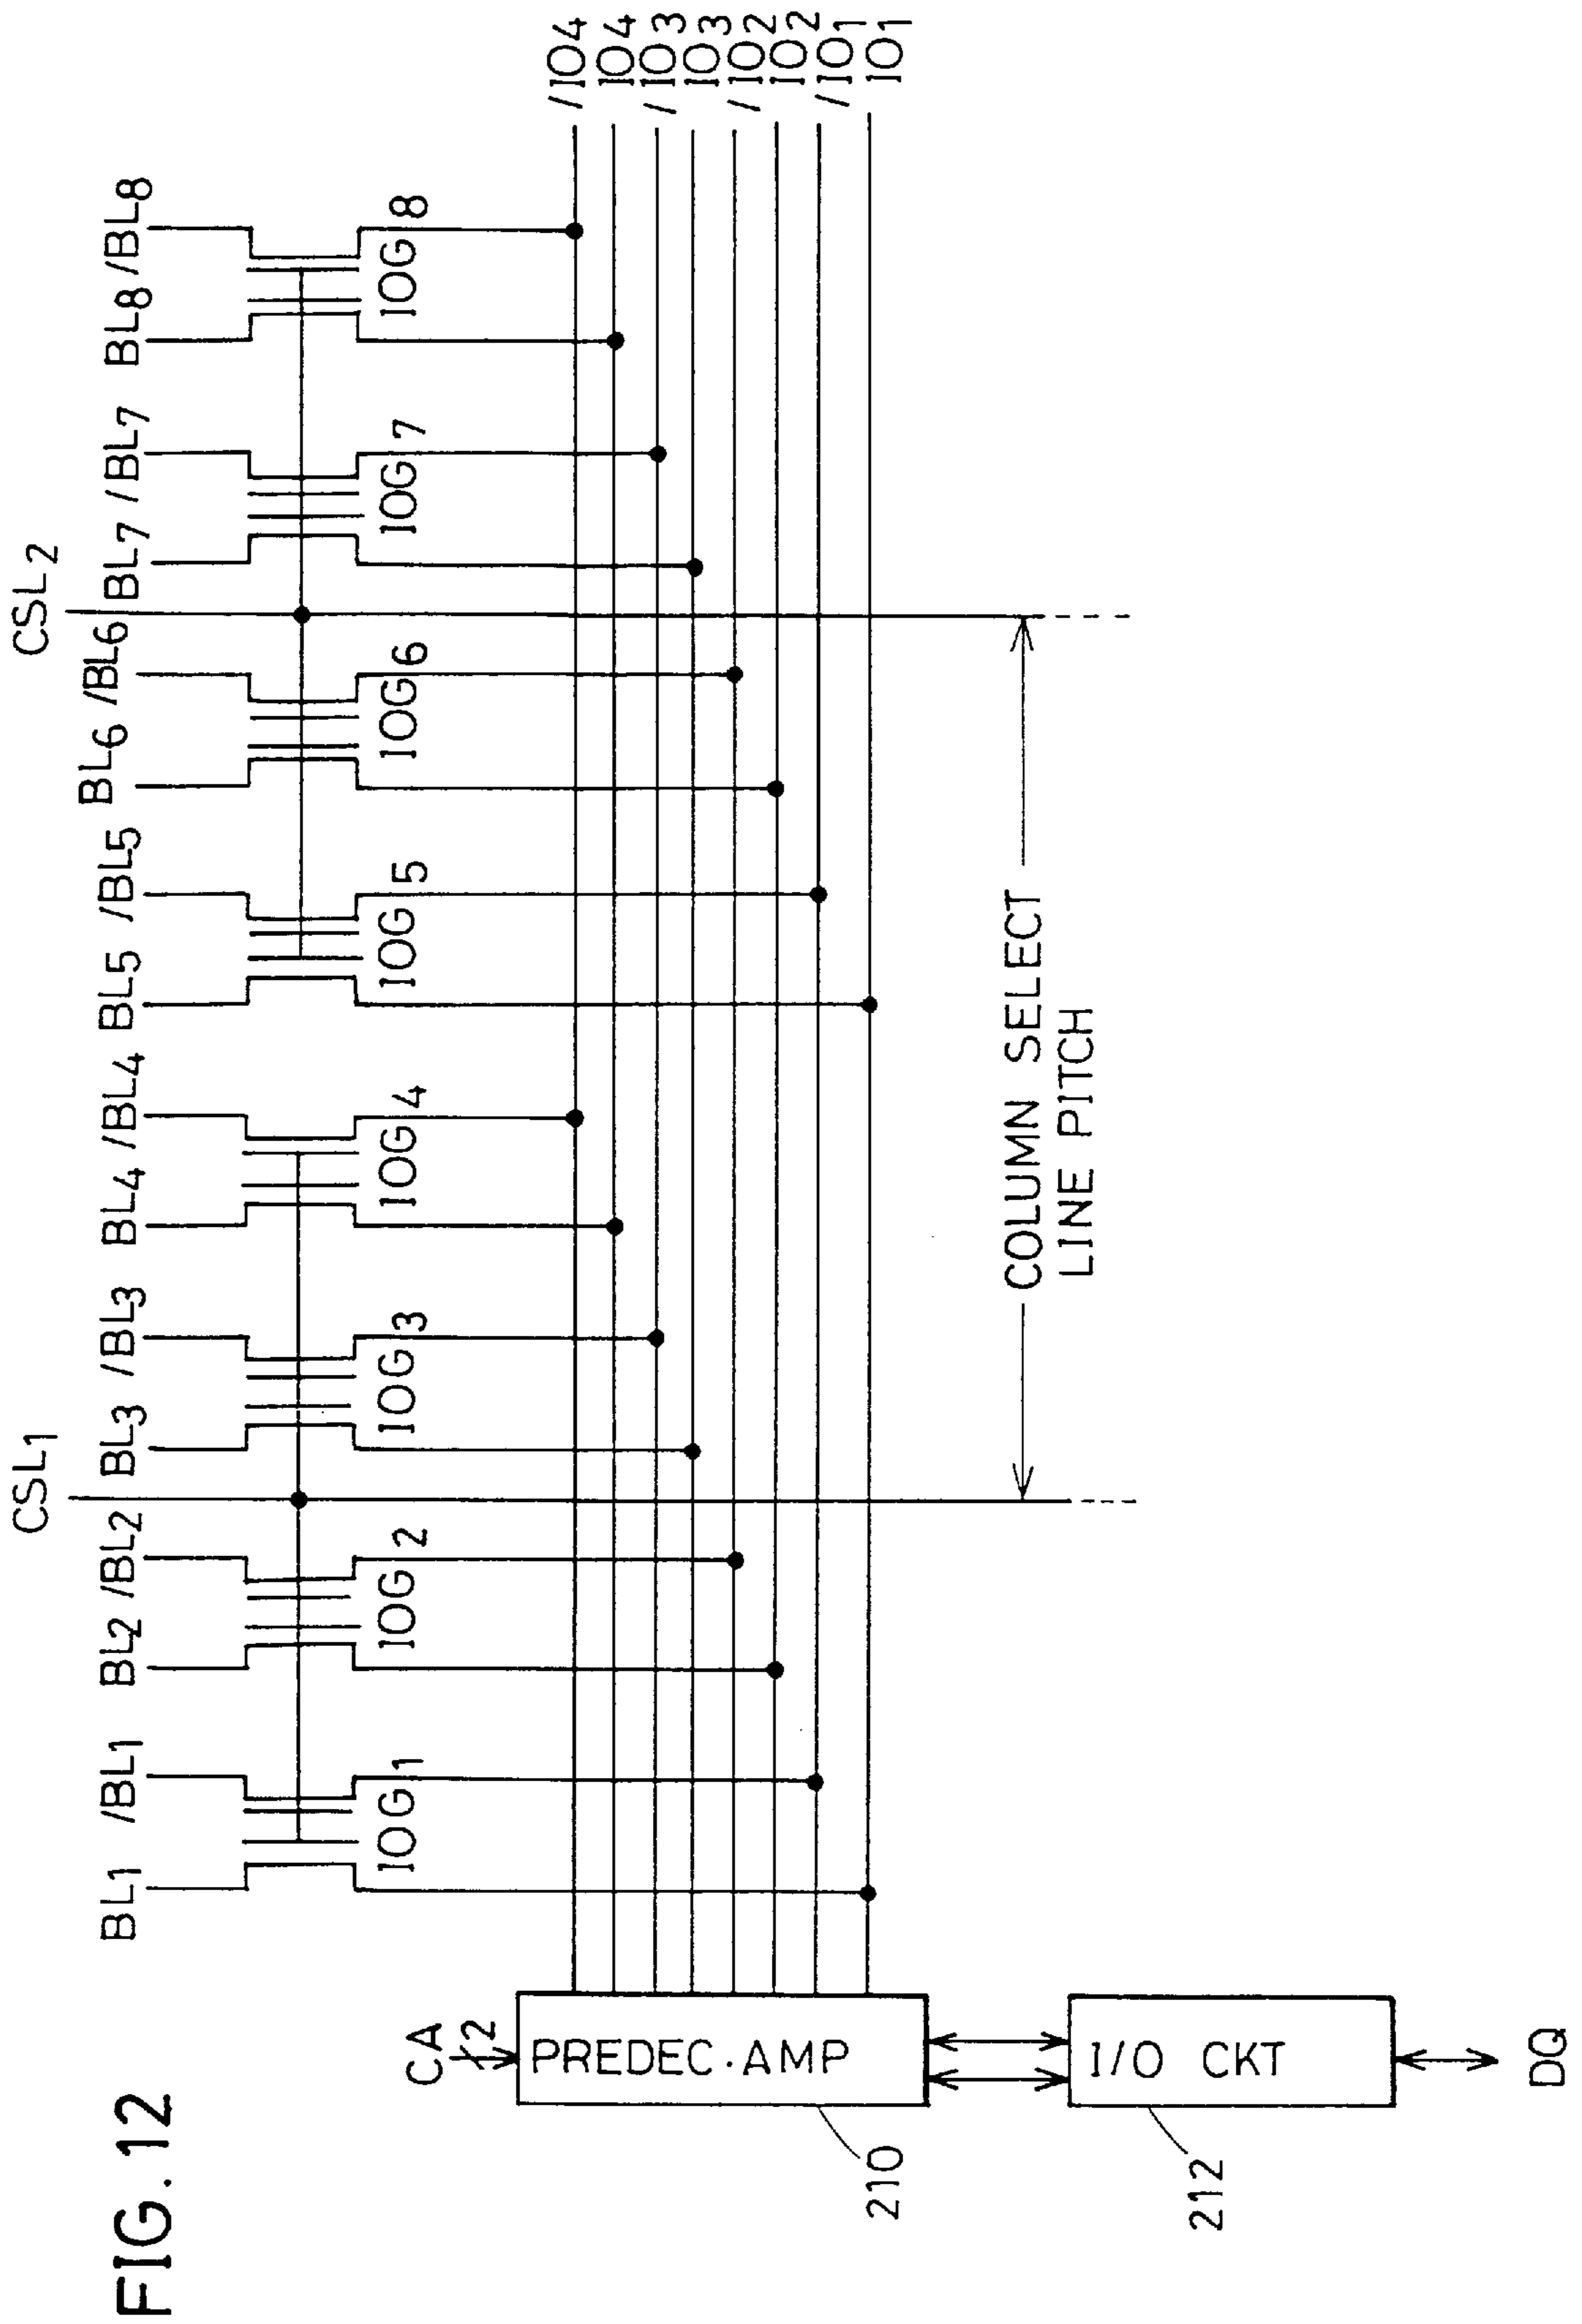 FIG. 12
CSL1
CSL2
BL1
/BL1
BL2
/BL2
BL3
/BL3
BL4
/BL4
BL5
/BL5
BL6
/BL6
BL7
/BL7
BL8
/BL8
IOG1
IOG2
IOG3
IOG4
IOG5
IOG6
IOG7
IOG8
/IO4
IO4
/IO3
IO3
/IO2
IO2
/IO1
IO1
CA
2
PREDEC.AMP
210
I/O CKT
212
DQ
COLUMN SELECT
LINE PITCH